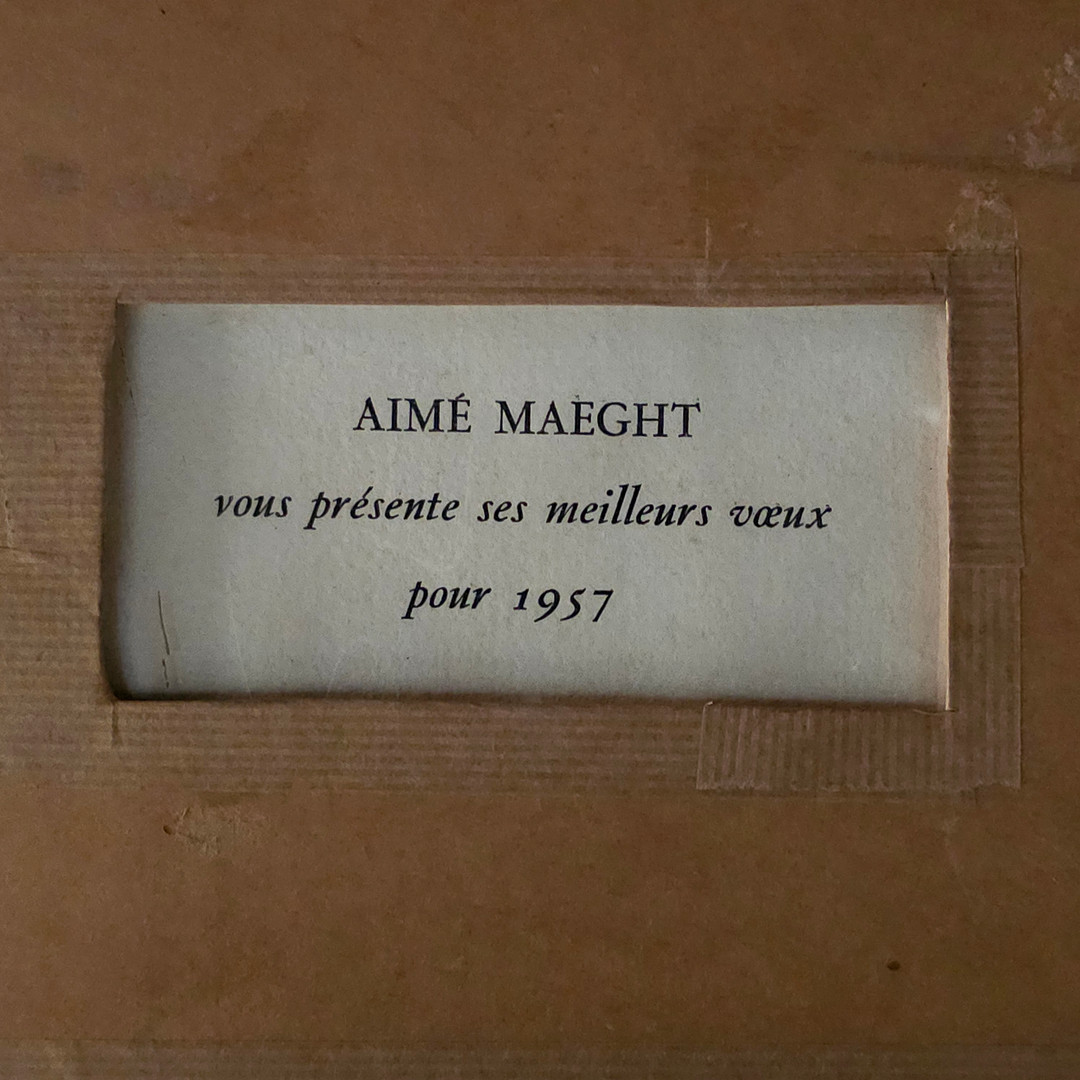 AIMÉ MAEGHT
vous présente ses meilleurs vœux
pour 1957